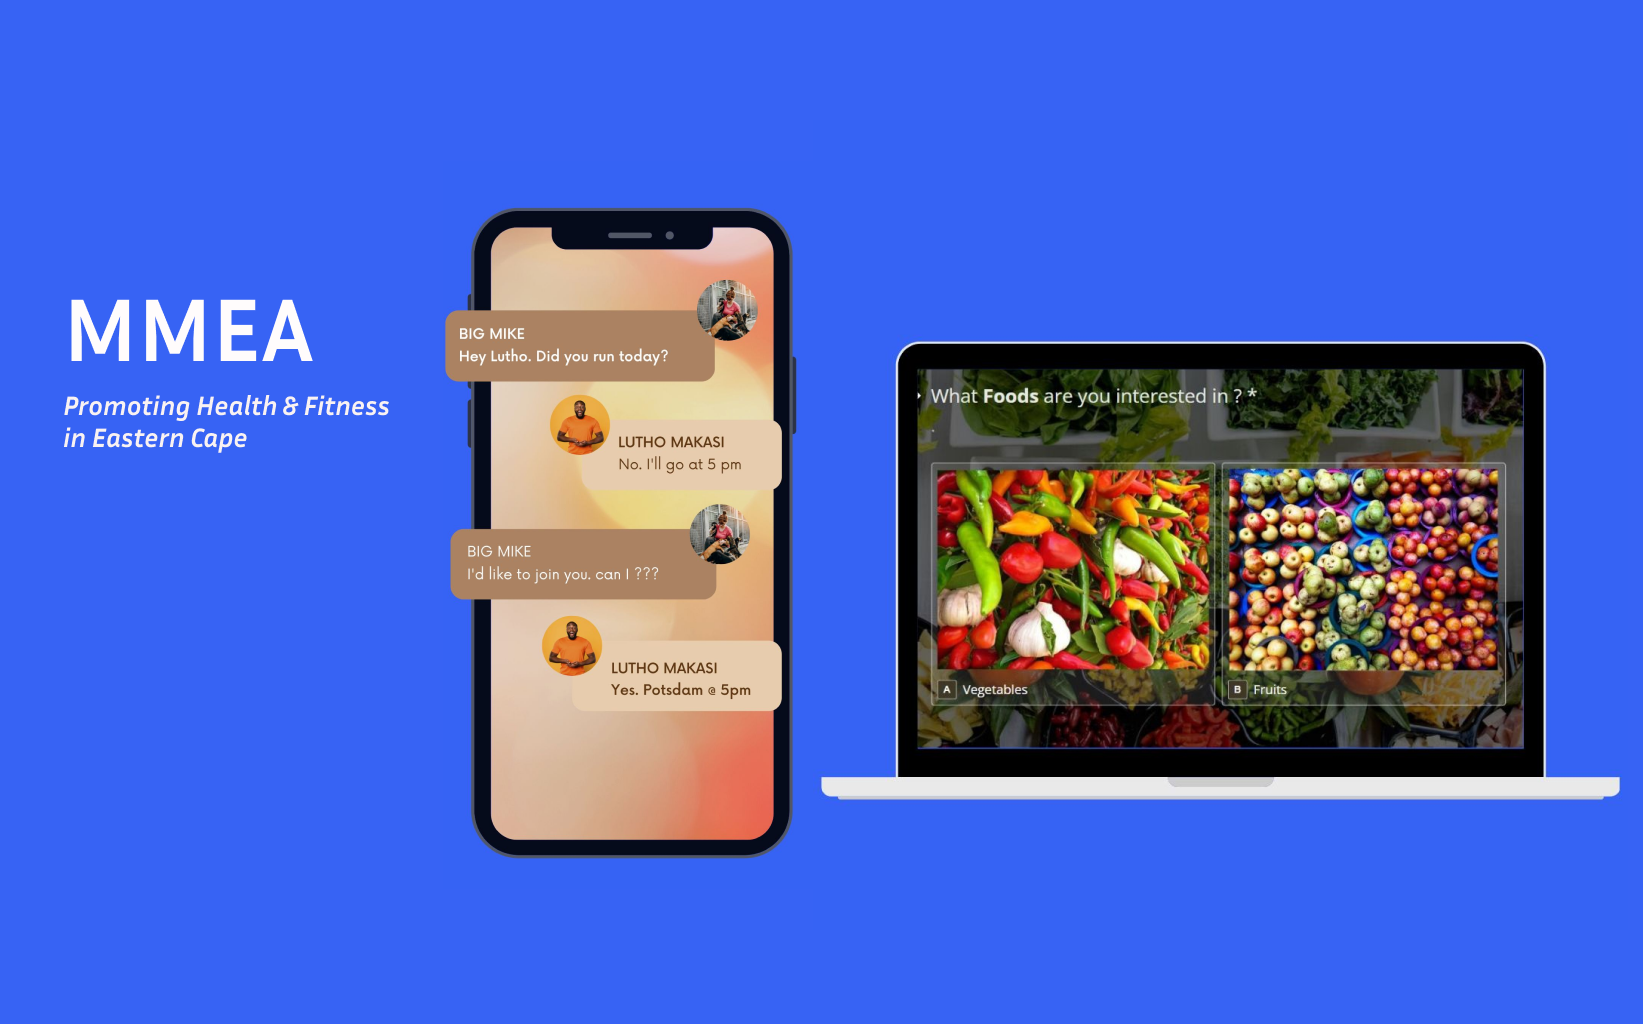 MMEA
Promoting Health & Fitness
in Eastern Cape
BIG MIKE
Hey Lutho. Did you run today?
LUTHO MAKASI
No. I'll go at 5 pm
BIG MIKE
I'd like to join you. can I ???
LUTHO MAKASI
Yes. Potsdam @ 5pm
What Foods are you interested in ? *
A Vegetables
B Fruits